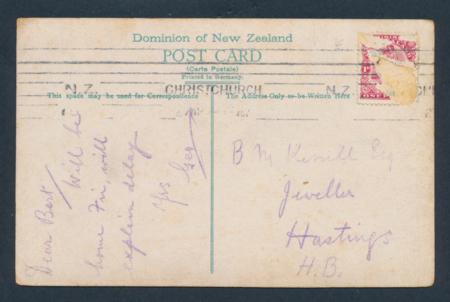 Dominion of New Zealand
POST CARD
(Carte Postale)
Printed in Germany.
N.Z. CHRISTCHURCH N.Z.
This space may be used for Correspondence
The Address Only to be Written Here
Dear Bert
Will be
home Fri, will
explain delay
Yrs Geo
B M Esq
Jeweller
Hastings
H.B.